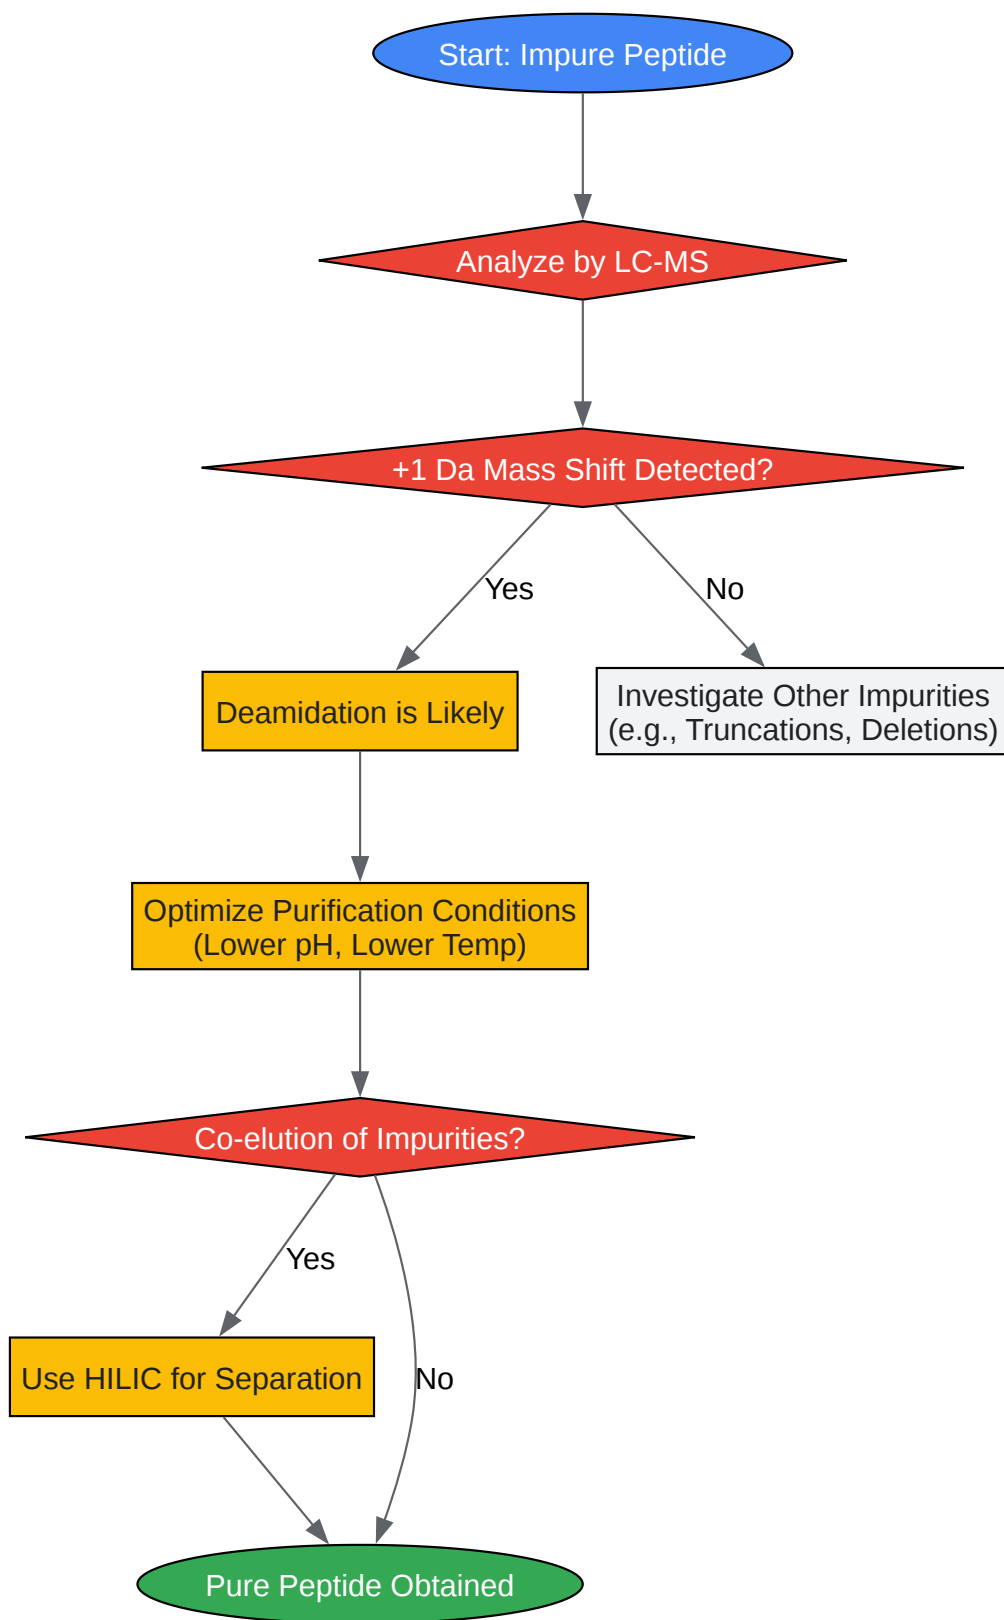 Start: Impure Peptide
Analyze by LC-MS
+1 Da Mass Shift Detected?
Yes
No
Deamidation is Likely
Investigate Other Impurities
(e.g., Truncations, Deletions)
Optimize Purification Conditions
(Lower pH, Lower Temp)
Co-elution of Impurities?
Yes
Use HILIC for Separation
No
Pure Peptide Obtained